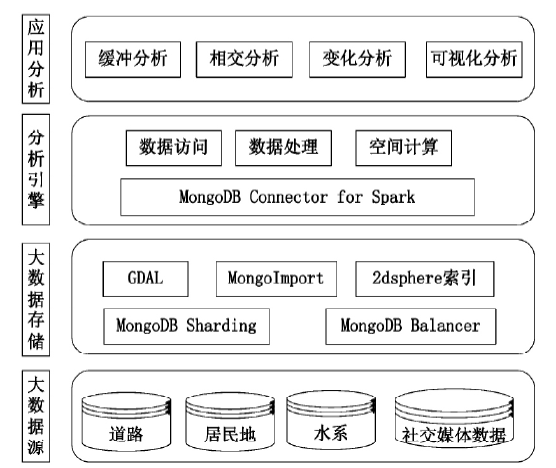 应用分析
缓冲分析 相交分析 变化分析 可视化分析
分析引擎
数据访问 数据处理 空间计算
MongoDB Connector for Spark
大数据存储
GDAL MongoImport 2dsphere索引
MongoDB Sharding MongoDB Balancer
大数据源
道路 居民地 水系 社交媒体数据